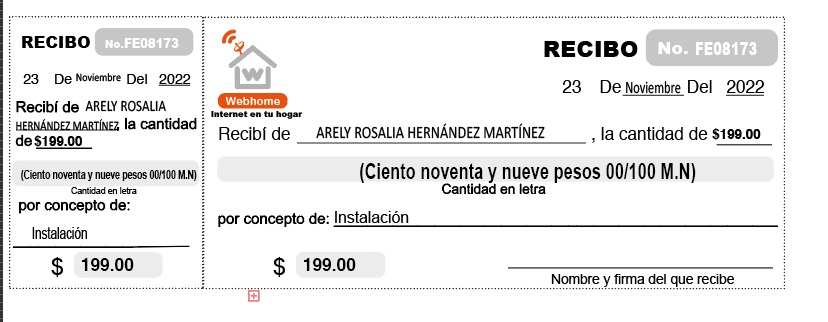 RECIBO No.FE08173
23 De Noviembre Del 2022
Recibí de ARELY ROSALIA
HERNÁNDEZ MARTÍNEZ, la cantidad
de $199.00
(Ciento noventa y nueve pesos 00/100 M.N)
Cantidad en letra
por concepto de:
Instalación
$ 199.00
Webhome
Internet en tu hogar
RECIBO No. FE08173
23 De Noviembre Del 2022
Recibí de ARELY ROSALIA HERNÁNDEZ MARTÍNEZ , la cantidad de $199.00
(Ciento noventa y nueve pesos 00/100 M.N)
Cantidad en letra
por concepto de: Instalación
$ 199.00
Nombre y firma del que recibe